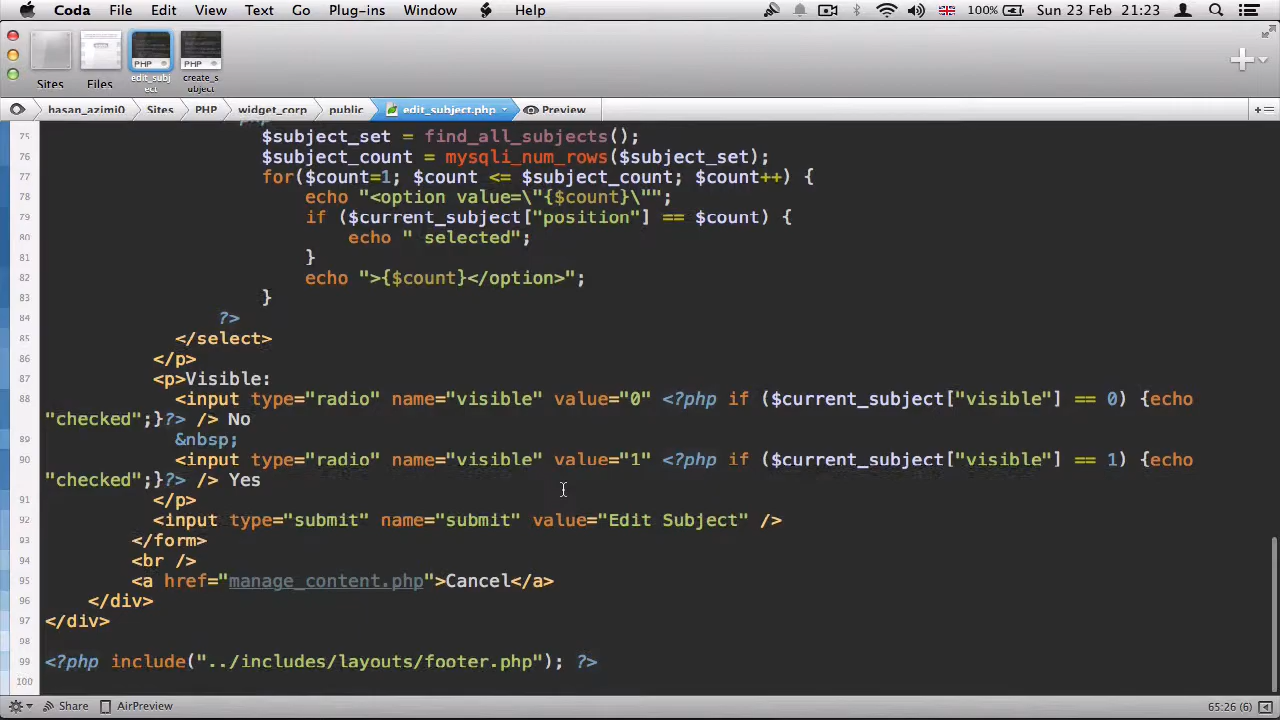 Coda File Edit View Text Go Plug-ins Window Help 100% Sun 23 Feb 21:23
PHP PHP
Sites Files edit_subj ect create_s ubject
hasan_azimi0 Sites PHP widget_corp public edit_subject.php Preview
75 $subject_set = find_all_subjects();
76 $subject_count = mysqli_num_rows($subject_set);
77 for($count=1; $count <= $subject_count; $count++) {
78 echo "<option value=\"{$count}\"";
79 if ($current_subject["position"] == $count) {
80 echo " selected";
81 }
82 echo ">{$count}</option>";
83 }
84 ?>
85 </select>
86 </p>
87 <p>Visible:
88 <input type="radio" name="visible" value="0" <?php if ($current_subject["visible"] == 0) {echo
"checked";}?> /> No
89 &nbsp;
90 <input type="radio" name="visible" value="1" <?php if ($current_subject["visible"] == 1) {echo
"checked";}?> /> Yes
91 </p>
92 <input type="submit" name="submit" value="Edit Subject" />
93 </form>
94 <br />
95 <a href="manage_content.php">Cancel</a>
96 </div>
97 </div>
98
99 <?php include("../includes/layouts/footer.php"); ?>
100
Share AirPreview 65:26 (6)